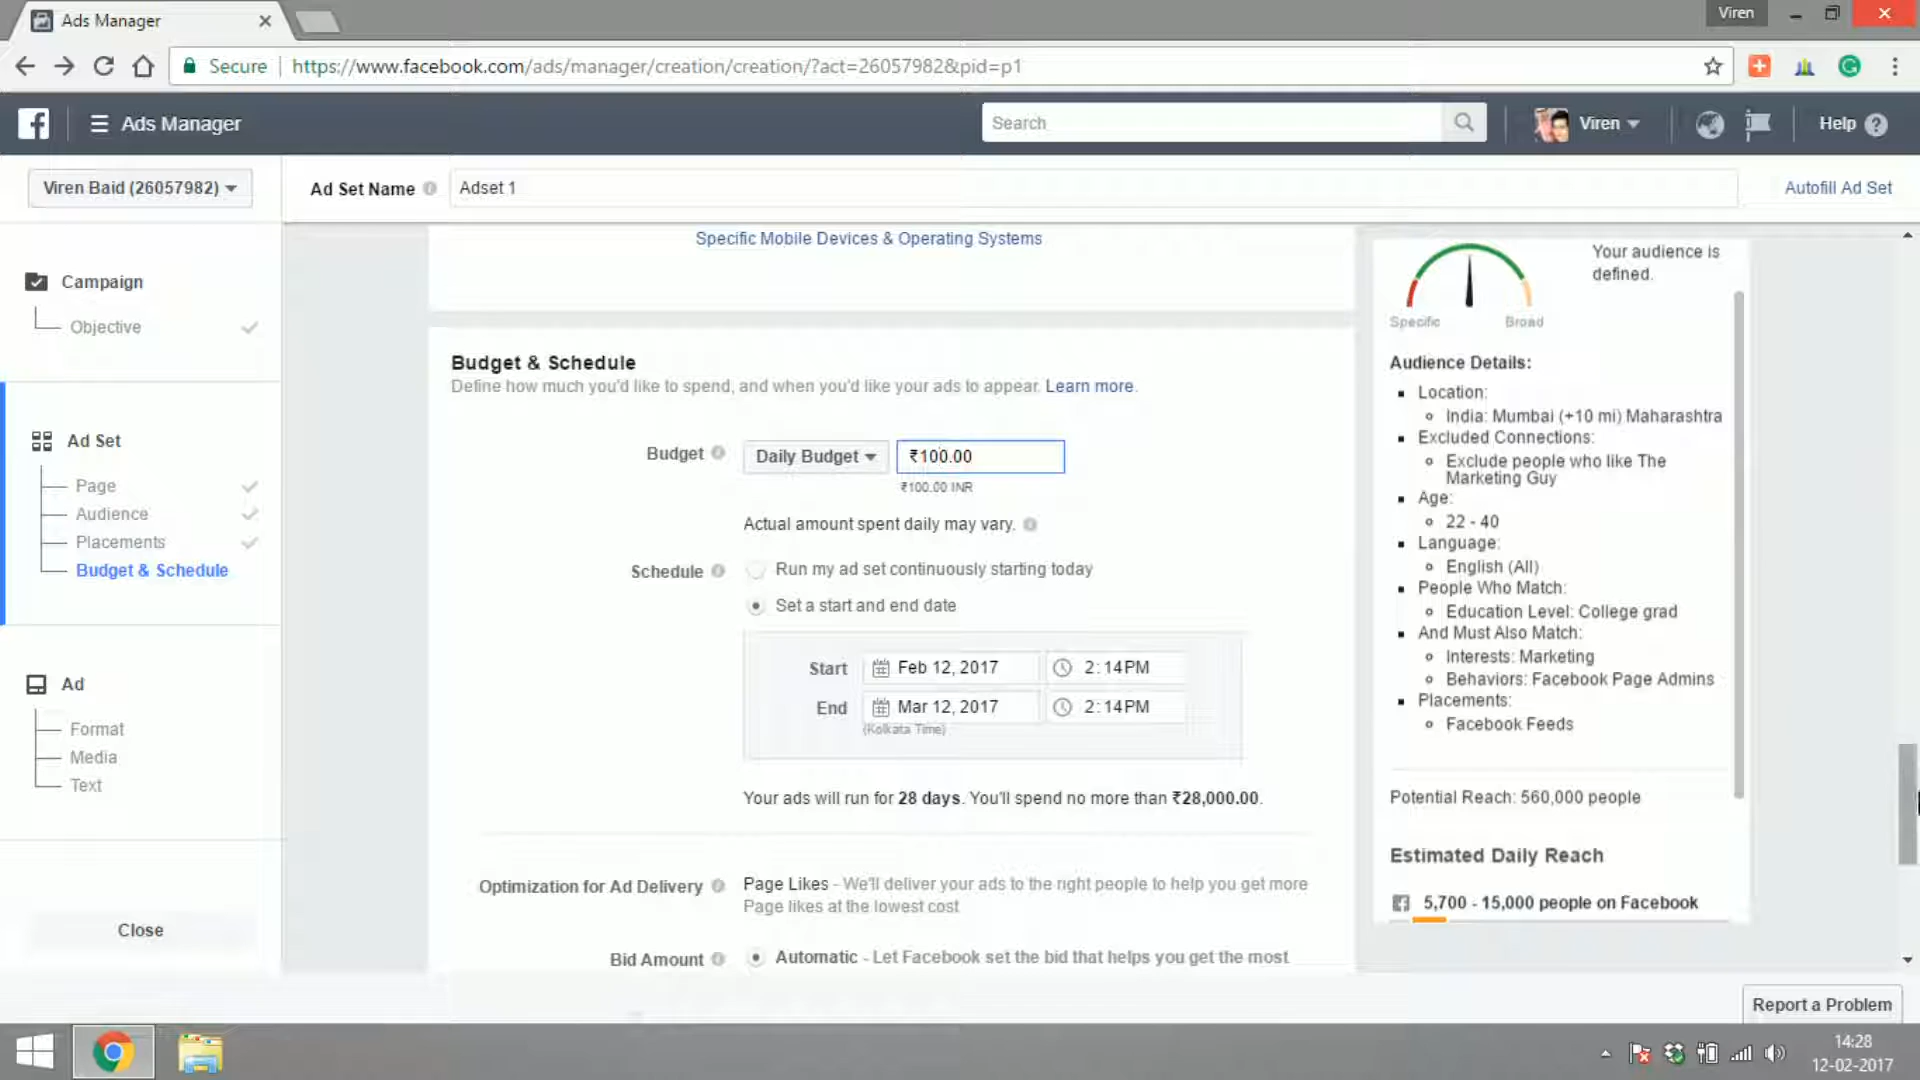 Ads Manager
Viren
Secure
https://www.facebook.com/ads/manager/creation/creation/?act=26057982&pid=p1
Ads Manager
Search
Viren
Help
Viren Baid (26057982)
Ad Set Name
Adset 1
Autofill Ad Set
Campaign
Objective
Ad Set
Page
Audience
Placements
Budget & Schedule
Ad
Format
Media
Text
Close
Specific Mobile Devices & Operating Systems
Budget & Schedule
Define how much you'd like to spend, and when you'd like your ads to appear. Learn more.
Budget
Daily Budget
₹100.00
₹100.00 INR
Actual amount spent daily may vary.
Schedule
Run my ad set continuously starting today
Set a start and end date
Start
Feb 12, 2017
2:14PM
End
Mar 12, 2017
2:14PM
(Kolkata Time)
Your ads will run for 28 days. You'll spend no more than ₹28,000.00.
Optimization for Ad Delivery
Page Likes - We'll deliver your ads to the right people to help you get more
Page likes at the lowest cost
Bid Amount
Automatic - Let Facebook set the bid that helps you get the most
Your audience is
defined.
Specific
Broad
Audience Details:
Location:
India: Mumbai (+10 mi) Maharashtra
Excluded Connections:
Exclude people who like The
Marketing Guy
Age:
22 - 40
Language:
English (All)
People Who Match:
Education Level: College grad
And Must Also Match:
Interests: Marketing
Behaviors: Facebook Page Admins
Placements:
Facebook Feeds
Potential Reach: 560,000 people
Estimated Daily Reach
5,700 - 15,000 people on Facebook
Report a Problem
14:28
12-02-2017